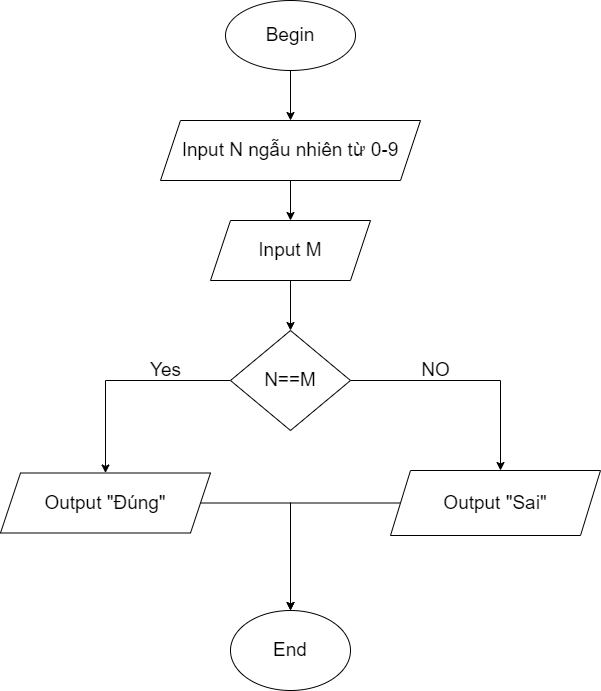 Begin
Input N ngẫu nhiên từ 0-9
Input M
N==M
Yes
NO
Output "Đúng"
Output "Sai"
End